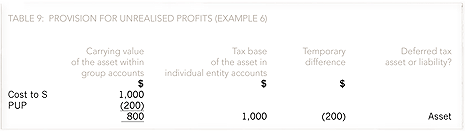 TABLE 9: PROVISION FOR UNREALISED PROFITS (EXAMPLE 6)
Carrying value Tax base Temporary Deferred tax
of the asset within of the asset in difference asset or liability?
group accounts individual entity accounts
$ $ $
Cost to S 1,000
PUP (200)
800 1,000 (200) Asset